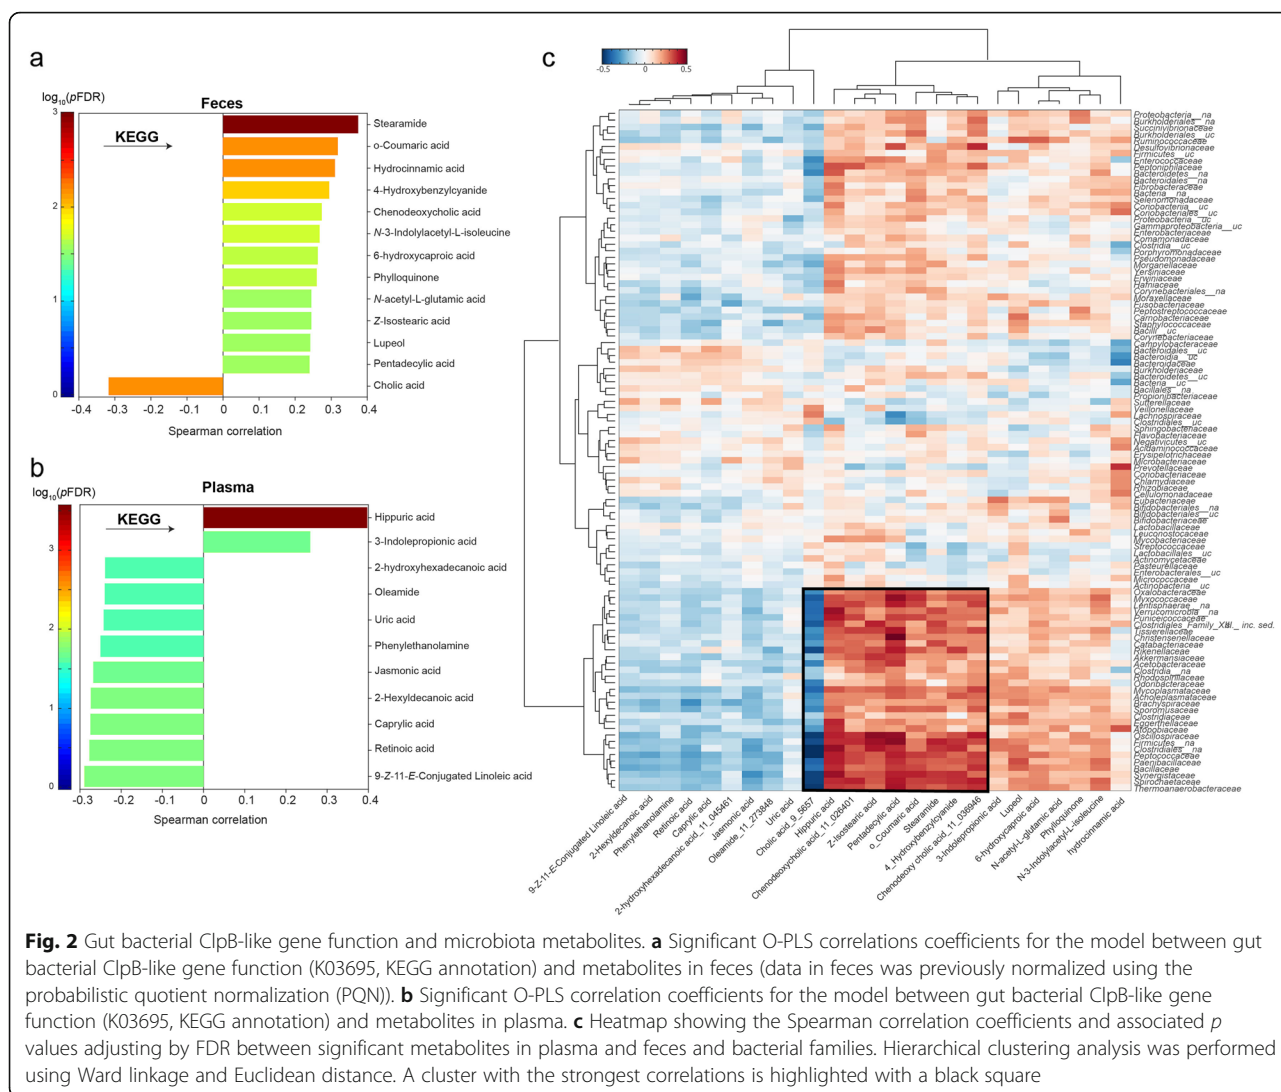 a
log10(pFDR)
Feces
KEGG
3
2
1
0
Stearamide
o-Coumaric acid
Hydrocinnamic acid
4-Hydroxybenzylcyanide
Chenodeoxycholic acid
N-3-Indolylacetyl-L-isoleucine
6-hydroxycaproic acid
Phylloquinone
N-acetyl-L-glutamic acid
Z-Isostearic acid
Lupeol
Pentadecylic acid
Cholic acid
-0.4 -0.3 -0.2 -0.1 0 0.1 0.2 0.3 0.4
Spearman correlation
b
log10(pFDR)
Plasma
KEGG
3
2
1
0
Hippuric acid
3-Indolepropionic acid
2-hydroxyhexadecanoic acid
Oleamide
Uric acid
Phenylethanolamine
Jasmonic acid
2-Hexyldecanoic acid
Caprylic acid
Retinoic acid
9-Z-11-E-Conjugated Linoleic acid
-0.3 -0.2 -0.1 0 0.1 0.2 0.3 0.4
Spearman correlation
c
-0.5 0 0.5
Proteobacteria__na
Burkholderiales__na
Succinivibrionaceae
Burkholderiales__uc
Ruminococcaceae
Desulfovibrionaceae
Firmicutes__uc
Enterococcaceae
Peptoniphilaceae
Bacteroidetes__na
Bacteroidales__na
Fibrobacteraceae
Bacteria__na
Selenomonadaceae
Coriobacteriia__uc
Coriobacteriales__uc
Proteobacteria__uc
Gammaproteobacteria__uc
Enterobacteriaceae
Comamonadaceae
Clostridia__uc
Porphyromonadaceae
Pseudomonadaceae
Morganellaceae
Yersiniaceae
Erwiniaceae
Hafniaceae
Corynebacteriales__na
Moraxellaceae
Fusobacteriaceae
Peptostreptococcaceae
Carnobacteriaceae
Staphylococcaceae
Bacilli__uc
Corynebacteriaceae
Campylobacteraceae
Bacteroidales__uc
Bacteroidia__uc
Bacteroidaceae
Burkholderiaceae
Bacteroidetes__uc
Bacteria__uc
Bacillales__na
Propionibacteriaceae
Sutterellaceae
Veillonellaceae
Lachnospiraceae
Clostridiales__uc
Sphingobacteriaceae
Flavobacteriaceae
Negativicutes__uc
Acidaminococcaceae
Erysipelotrichaceae
Microbacteriaceae
Prevotellaceae
Coriobacteriaceae
Chlamydiaceae
Rhizobiaceae
Cellulomonadaceae
Eubacteriaceae
Bifidobacteriales__na
Bifidobacteriales__uc
Bifidobacteriaceae
Lactobacillaceae
Leuconostocaceae
Mycobacteriaceae
Streptococcaceae
Lactobacillales__uc
Actinomycetaceae
Pasteurellaceae
Enterobacterales__uc
Micrococcaceae
Actinobacteria__uc
Oxalobacteraceae
Myxococcaceae
Lentisphaerae__na
Verrucomicrobia__na
Puniceicoccaceae
Clostridiales_Family_XIII._ inc. sed.
Tissierellaceae
Christensenellaceae
Catabacteriaceae
Rikenellaceae
Akkermansiaceae
Acetobacteraceae
Clostridia__na
Rhodospirillaceae
Odoribacteraceae
Mycoplasmataceae
Acholeplasmataceae
Brachyspiraceae
Sporomusaceae
Clostridiaceae
Eggerthellaceae
Atopobiaceae
Oscillospiraceae
Firmicutes__na
Clostridiales__na
Peptococcaceae
Paenibacillaceae
Bacillaceae
Synergistaceae
Spirochaetaceae
Thermoanaerobacteraceae
9-Z-11-E-Conjugated Linoleic acid
2-Hexyldecanoic acid
Phenylethanolamine
Retinoic acid
Caprylic acid
2-hydroxyhexadecanoic acid_11_045461
Jasmonic acid
Oleamide_11_273848
Uric acid
Cholic acid_9_5657
Hippuric acid
Chenodeoxycholic acid_11_026401
Z-Isostearic acid
Pentadecylic acid
o_Coumaric acid
Stearamide
4_Hydroxybenzylcyanide
Chenodeoxy cholic acid_11_036946
3-Indolepropionic acid
Lupeol
6-hydroxycaproic acid
N-acetyl-L-glutamic acid
Phylloquinone
N-3-Indolylacetyl-L-isoleucine
hydrocinnamic acid
Fig. 2 Gut bacterial ClpB-like gene function and microbiota metabolites. a Significant O-PLS correlations coefficients for the model between gut
bacterial ClpB-like gene function (K03695, KEGG annotation) and metabolites in feces (data in feces was previously normalized using the
probabilistic quotient normalization (PQN)). b Significant O-PLS correlation coefficients for the model between gut bacterial ClpB-like gene
function (K03695, KEGG annotation) and metabolites in plasma. c Heatmap showing the Spearman correlation coefficients and associated p
values adjusting by FDR between significant metabolites in plasma and feces and bacterial families. Hierarchical clustering analysis was performed
using Ward linkage and Euclidean distance. A cluster with the strongest correlations is highlighted with a black square